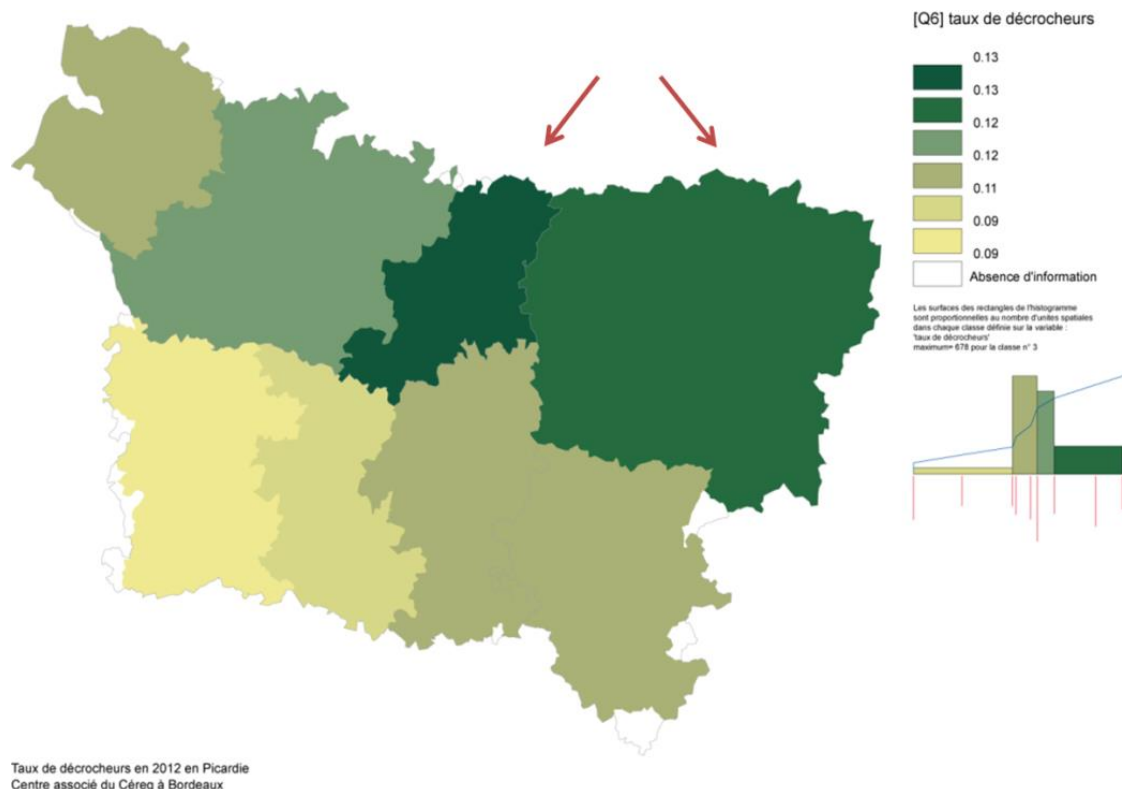 [Q6] taux de décrocheurs
0.13
0.13
0.12
0.12
0.11
0.09
0.09
Absence d'information
Les surfaces des rectangles de l'histogramme
sont proportionnelles au nombre d'unites spatiales
dans chaque classe définie sur la variable :
'taux de décrocheurs'
maximum= 678 pour la classe n° 3
Taux de décrocheurs en 2012 en Picardie
Centre associé du Céreq à Bordeaux